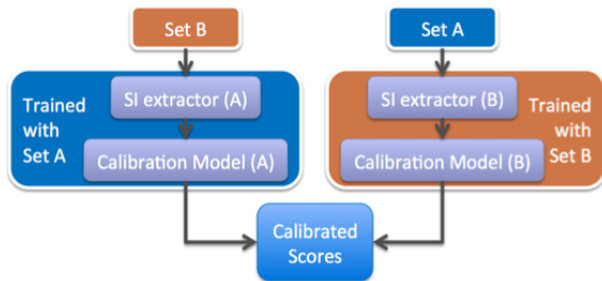 Set B
Set A
Trained
with
Set A
SI extractor (A)
Calibration Model (A)
SI extractor (B)
Calibration Model (B)
Trained
with
Set B
Calibrated
Scores